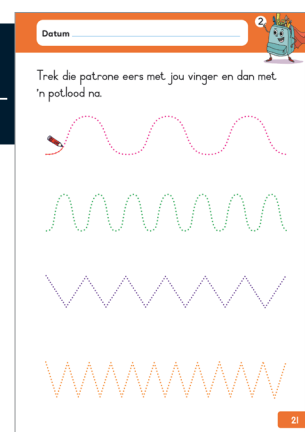 Datum
2
Trek die patrone eers met jou vinger en dan met
'n potlood na.
21